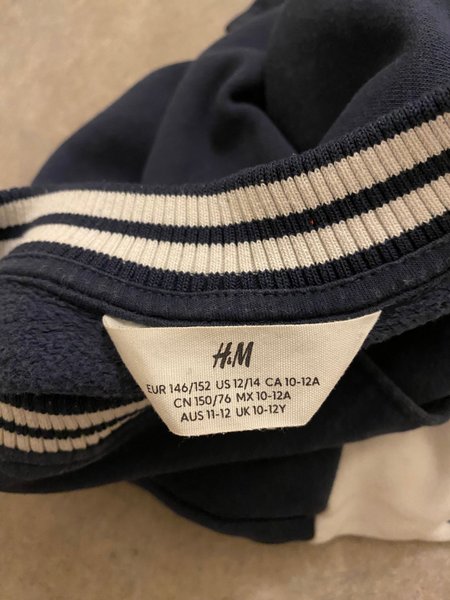 H&M
EUR 146/152 US 12/14 CA 10-12A
CN 150/76 MX 10-12A
AUS 11-12 UK 10-12Y